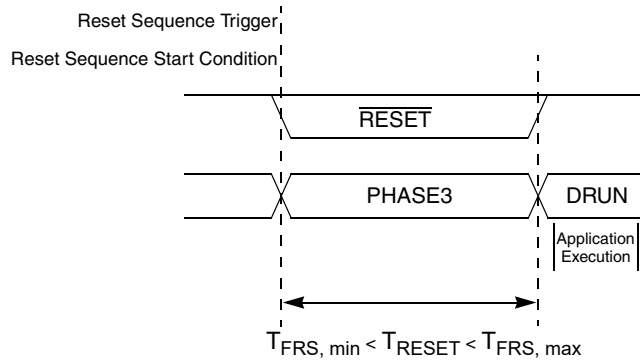 Reset Sequence Trigger
Reset Sequence Start Condition
RESET
PHASE3
DRUN
Application
Execution
TFRS, min < TRESET < TFRS, max